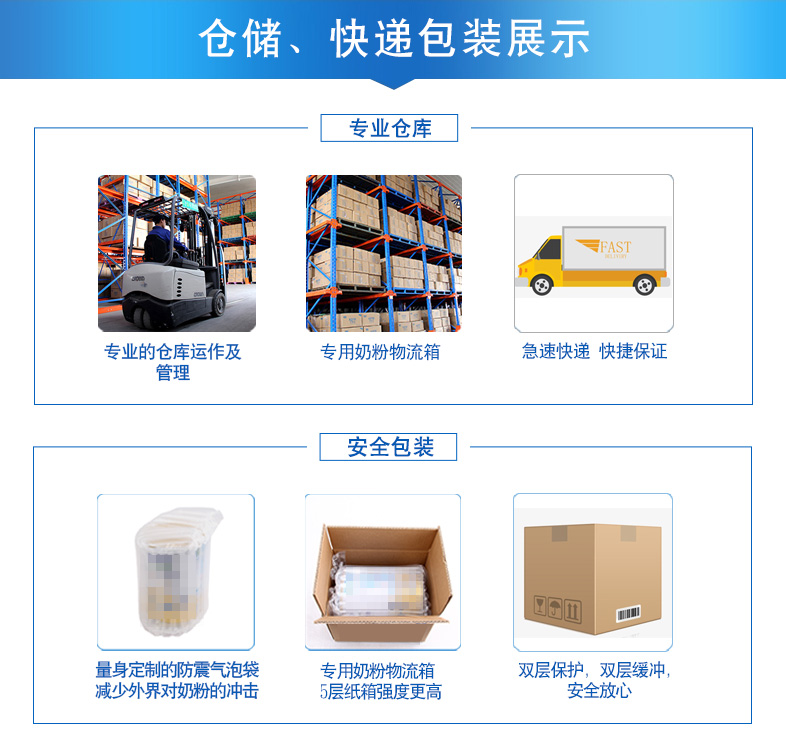 仓储、快递包装展示
专业仓库
FAST
DELIVERY
专业的仓库运作及
管理
专用奶粉物流箱
急速快递 快捷保证
安全包装
量身定制的防震气泡袋
减少外界对奶粉的冲击
专用奶粉物流箱
5层纸箱强度更高
双层保护，双层缓冲，
安全放心